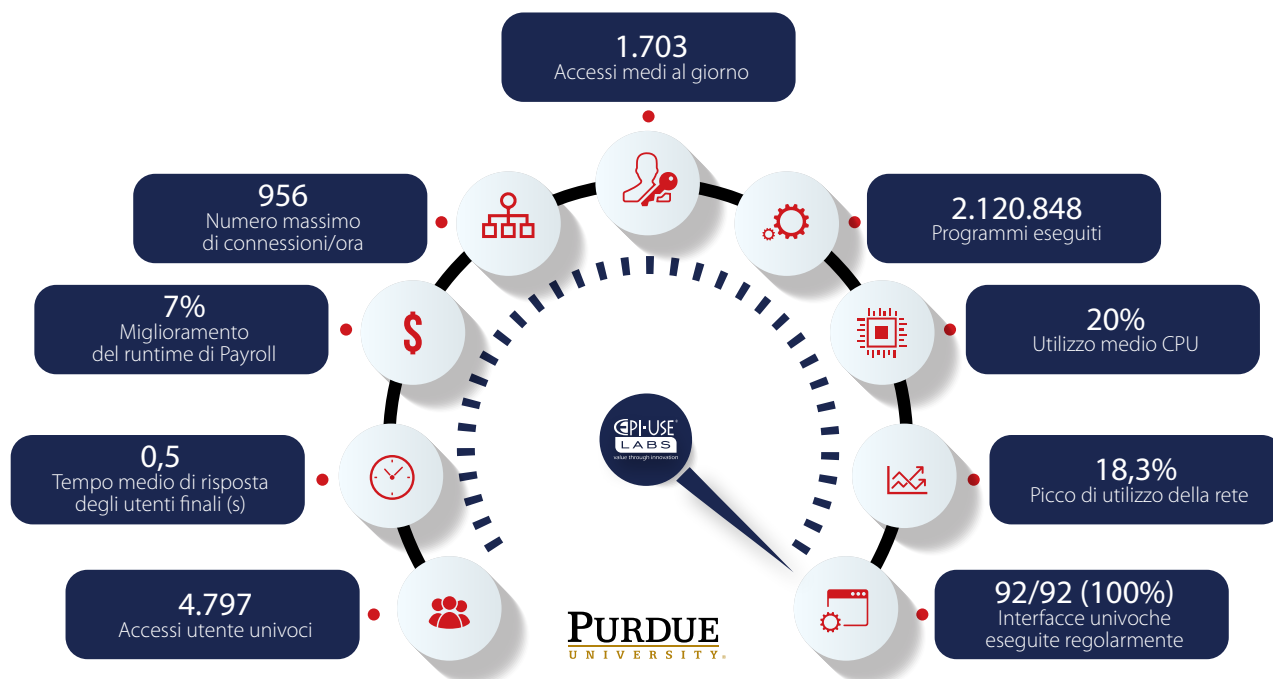 1.703
Accessi medi al giorno
956
Numero massimo
di connessioni/ora
2.120.848
Programmi eseguiti
7%
Miglioramento
del runtime di Payroll
$
20%
Utilizzo medio CPU
EPI·USE®
LABS
value through innovation
0,5
Tempo medio di risposta
degli utenti finali (s)
18,3%
Picco di utilizzo della rete
4.797
Accessi utente univoci
92/92 (100%)
Interfacce univoche
eseguite regolarmente
PURDUE
UNIVERSITY®